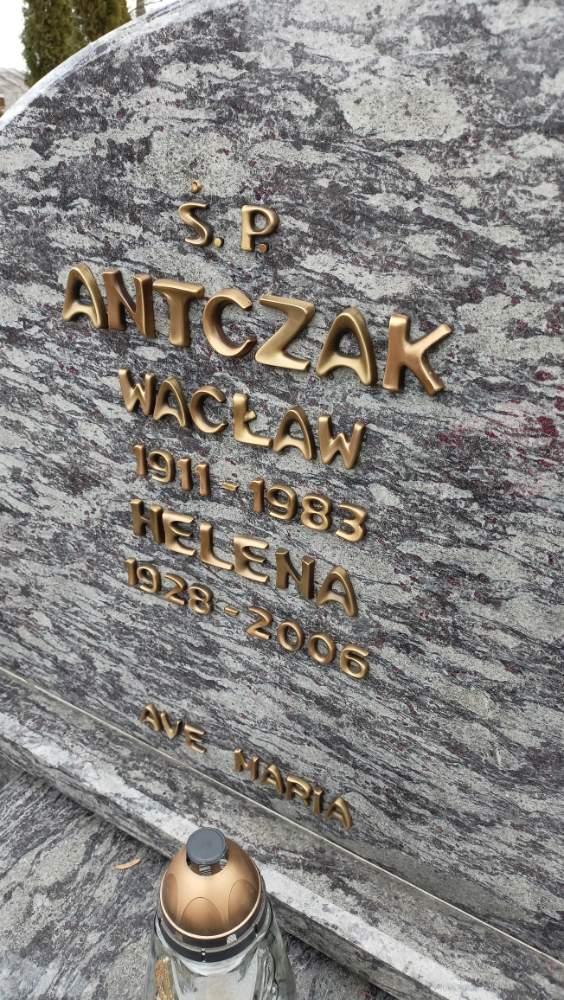 Ś. P.
ANTCZAK
WACŁAW
1911-1983
HELENA
1928-2006
AVE MARIA